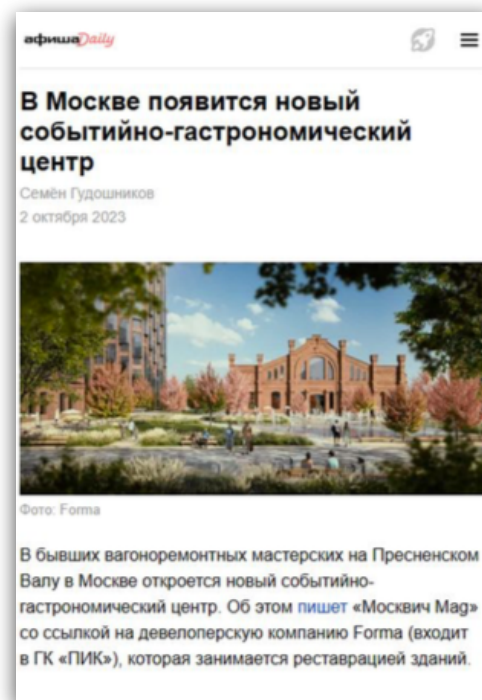 афишаDaily
В Москве появится новый
событийно-гастрономический
центр
Семён Гудошников
2 октября 2023
Фото: Forma
В бывших вагоноремонтных мастерских на Пресненском
Валу в Москве откроется новый событийно-
гастрономический центр. Об этом пишет «Москвич Mag»
со ссылкой на девелоперскую компанию Forma (входит
в ГК «ПИК»), которая занимается реставрацией зданий.